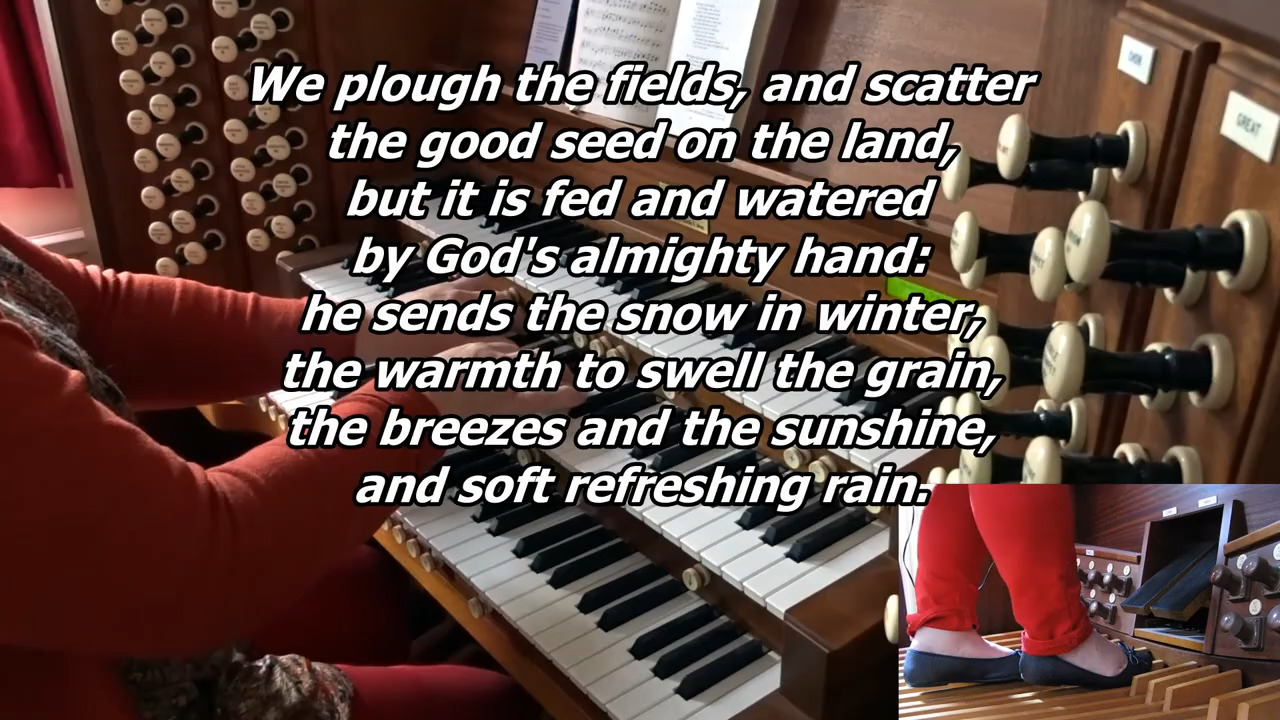 We plough the fields, and scatter
the good seed on the land,
but it is fed and watered
by God's almighty hand:
he sends the snow in winter,
the warmth to swell the grain,
the breezes and the sunshine,
and soft refreshing rain.
CHOIR
GREAT